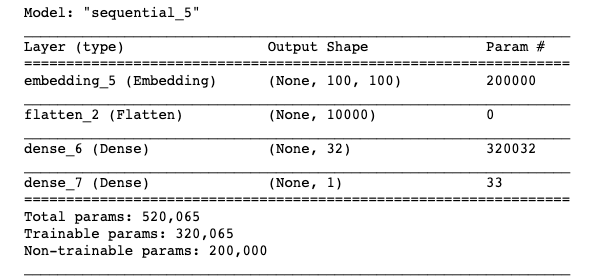 Model: "sequential_5"
Layer (type) Output Shape Param #
embedding_5 (Embedding) (None, 100, 100) 200000
flatten_2 (Flatten) (None, 10000) 0
dense_6 (Dense) (None, 32) 320032
dense_7 (Dense) (None, 1) 33
Total params: 520,065
Trainable params: 320,065
Non-trainable params: 200,000